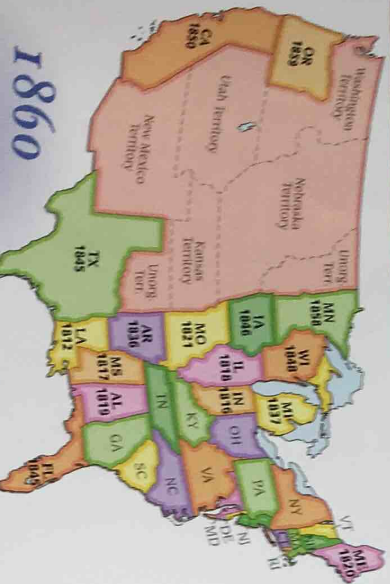 1860
Washington
Territory
OR
1859
CA
1850
Utah Territory
Nebraska
Territory
Unorg
Terr.
New Mexico
Territory
Kansas
Territory
Unorg
Terr.
TX
1845
MN
1858
IA
1846
MO
1821
AR
1836
LA
1812
WI
1848
IL
1818
MS
1817
MI
1837
IN
1816
KY
TN
AL
1819
OH
GA
FL
1845
SC
NC
VA
PA
NY
VT
ME
1820
RI
NJ
DE
MD